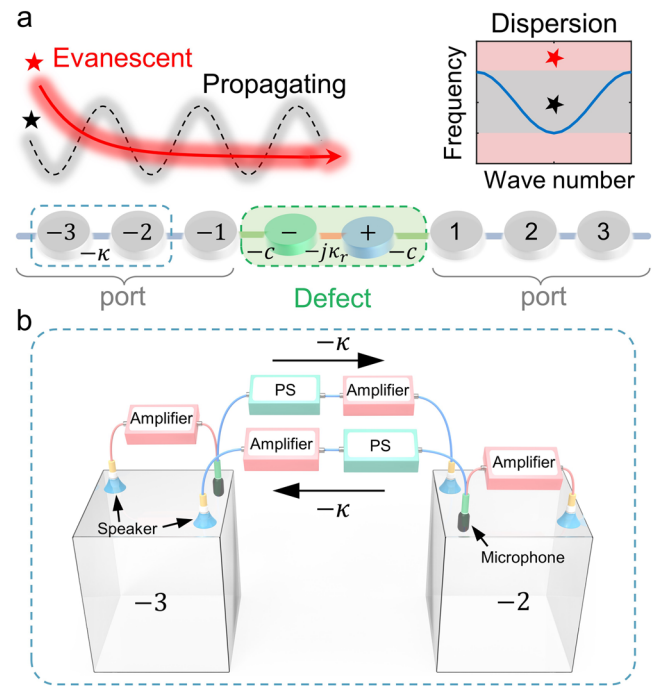 a
Evanescent
Propagating
Dispersion
Frequency
Wave number
−3 −2 −1 − + 1 2 3
−κ −c −jκᵣ −c
port Defect port
b
−κ
PS Amplifier
Amplifier
Amplifier PS
Amplifier
−κ
Speaker
Microphone
−3 −2